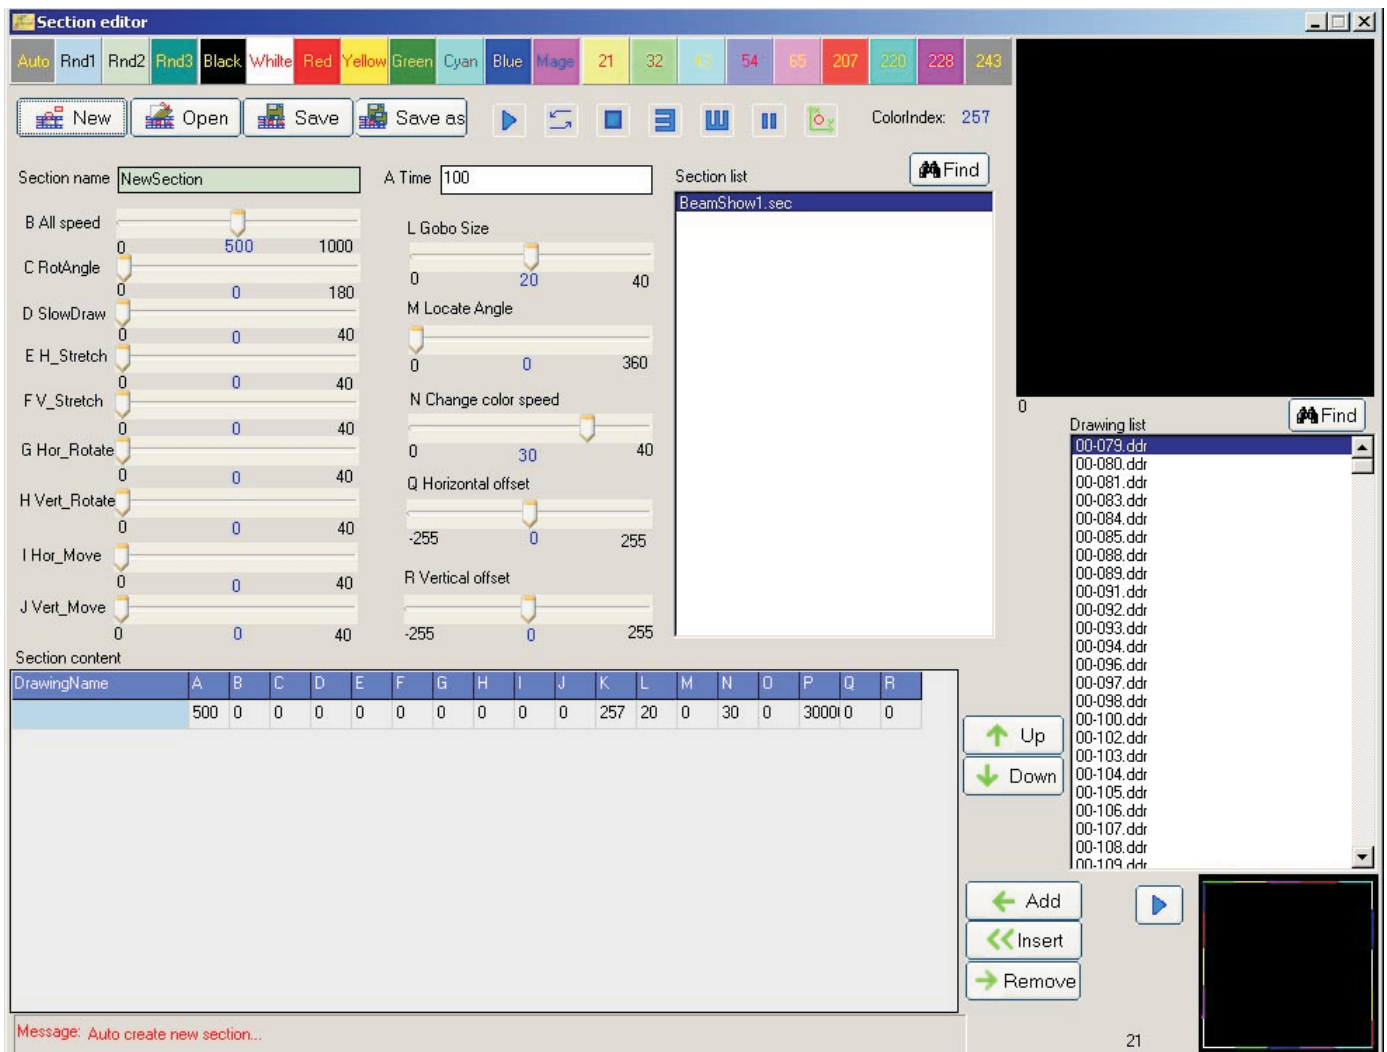 Section editor
Auto Rnd1 Rnd2 Rnd3 Black Whilte Red Yellow Green Cyan Blue Mage 21 32 43 54 65 207 220 228 243
New Open Save Save as ColorIndex: 257
Section name NewSection A Time 100 Section list Find
BeamShow1.sec
B All speed
0 500 1000
C RotAngle
0 0 180
D SlowDraw
0 0 40
E H_Stretch
0 0 40
F V_Stretch
0 0 40
G Hor_Rotate
0 0 40
H Vert_Rotate
0 0 40
I Hor_Move
0 0 40
J Vert_Move
0 0 40
L Gobo Size
0 20 40
M Locate Angle
0 0 360
N Change color speed
0 30 40
Q Horizontal offset
-255 0 255
R Vertical offset
-255 0 255
0
Drawing list Find
00-079.ddr
00-080.ddr
00-081.ddr
00-083.ddr
00-084.ddr
00-085.ddr
00-088.ddr
00-089.ddr
00-091.ddr
00-092.ddr
00-093.ddr
00-094.ddr
00-096.ddr
00-097.ddr
00-098.ddr
00-100.ddr
00-102.ddr
00-103.ddr
00-104.ddr
00-105.ddr
00-106.ddr
00-107.ddr
00-108.ddr
00-109.ddr
Section content
DrawingName A B C D E F G H I J K L M N O P Q R
500 0 0 0 0 0 0 0 0 0 257 20 0 30 0 3000 0 0
Up
Down
Add
Insert
Remove
Message: Auto create new section...
21